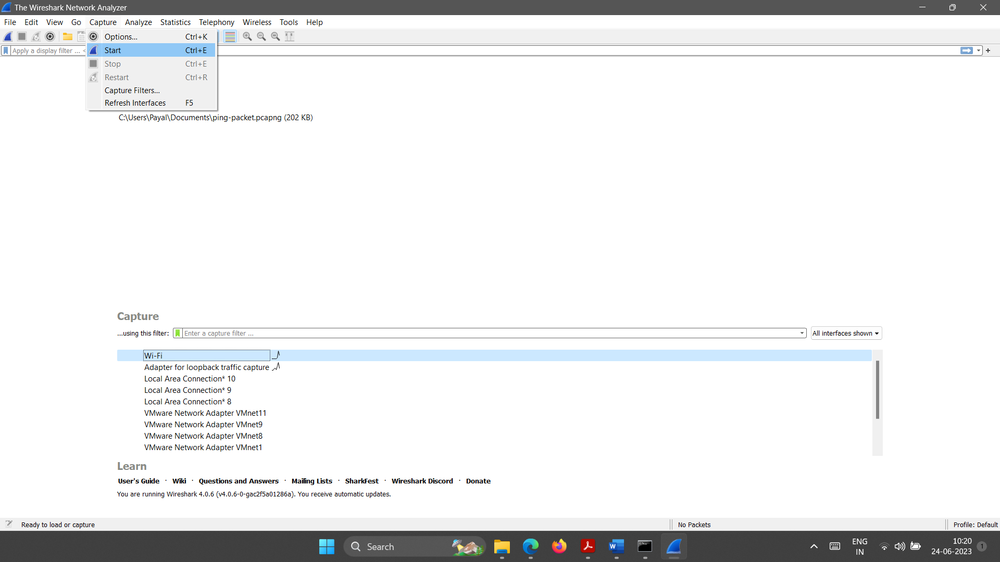 The Wireshark Network Analyzer
File Edit View Go Capture Analyze Statistics Telephony Wireless Tools Help
Options... Ctrl+K
Apply a display filter ... <
Start Ctrl+E
Stop Ctrl+E
Restart Ctrl+R
Capture Filters...
Refresh Interfaces F5
C:\Users\Payal\Documents\ping-packet.pcapng (202 KB)
Capture
...using this filter: Enter a capture filter ... All interfaces shown
Wi-Fi
Adapter for loopback traffic capture
Local Area Connection* 10
Local Area Connection* 9
Local Area Connection* 8
VMware Network Adapter VMnet11
VMware Network Adapter VMnet9
VMware Network Adapter VMnet8
VMware Network Adapter VMnet1
Learn
User's Guide · Wiki · Questions and Answers · Mailing Lists · SharkFest · Wireshark Discord · Donate
You are running Wireshark 4.0.6 (v4.0.6-0-gac2f5a01286a). You receive automatic updates.
Ready to load or capture No Packets Profile: Default
Search
ENG
IN
10:20
24-06-2023
1